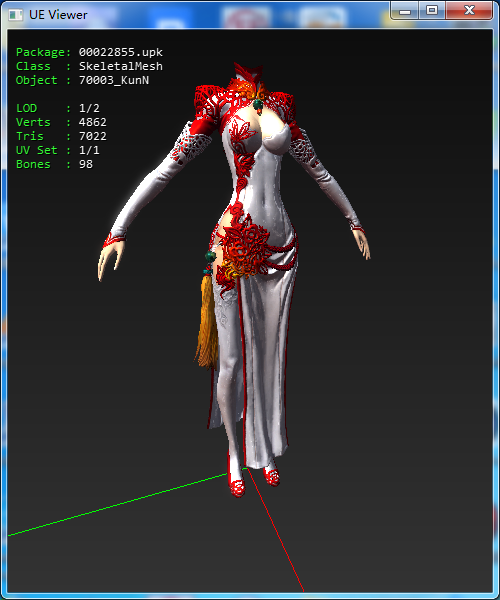 UE Viewer
Package: 00022855.upk
Class  : SkeletalMesh
Object : 70003_KunN
LOD    : 1/2
Verts  : 4862
Tris   : 7022
UV Set : 1/1
Bones  : 98